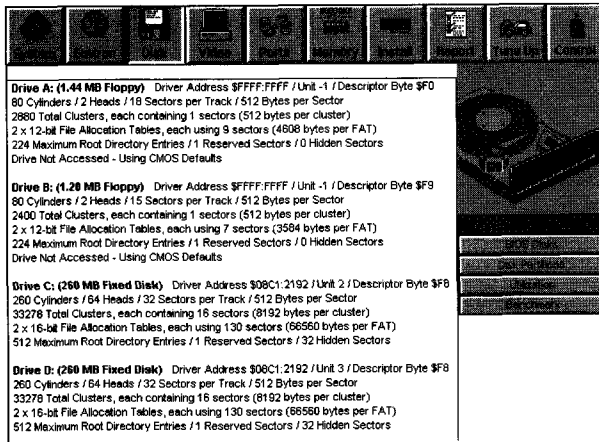 Disk
Video
Ports
Memory
Install
Report
Tune Up
Control
Drive A: (1.44 MB Floppy) Driver Address $FFFF:FFFF / Unit -1 / Descriptor Byte $F0
80 Cylinders / 2 Heads / 18 Sectors per Track / 512 Bytes per Sector
2880 Total Clusters, each containing 1 sectors (512 bytes per cluster)
2 x 12-bit File Allocation Tables, each using 9 sectors (4608 bytes per FAT)
224 Maximum Root Directory Entries / 1 Reserved Sectors / 0 Hidden Sectors
Drive Not Accessed - Using CMOS Defaults
Drive B: (1.20 MB Floppy) Driver Address $FFFF:FFFF / Unit -1 / Descriptor Byte $F9
80 Cylinders / 2 Heads / 15 Sectors per Track / 512 Bytes per Sector
2400 Total Clusters, each containing 1 sectors (512 bytes per cluster)
2 x 12-bit File Allocation Tables, each using 7 sectors (3584 bytes per FAT)
224 Maximum Root Directory Entries / 1 Reserved Sectors / 0 Hidden Sectors
Drive Not Accessed - Using CMOS Defaults
Drive C: (260 MB Fixed Disk) Driver Address $08C1:2192 / Unit 2 / Descriptor Byte $F8
260 Cylinders / 64 Heads / 32 Sectors per Track / 512 Bytes per Sector
33278 Total Clusters, each containing 16 sectors (8192 bytes per cluster)
2 x 16-bit File Allocation Tables, each using 130 sectors (66560 bytes per FAT)
512 Maximum Root Directory Entries / 1 Reserved Sectors / 32 Hidden Sectors
Drive D: (260 MB Fixed Disk) Driver Address $08C1:2192 / Unit 3 / Descriptor Byte $F8
260 Cylinders / 64 Heads / 32 Sectors per Track / 512 Bytes per Sector
33278 Total Clusters, each containing 16 sectors (8192 bytes per cluster)
2 x 16-bit File Allocation Tables, each using 130 sectors (66560 bytes per FAT)
512 Maximum Root Directory Entries / 1 Reserved Sectors / 32 Hidden Sectors